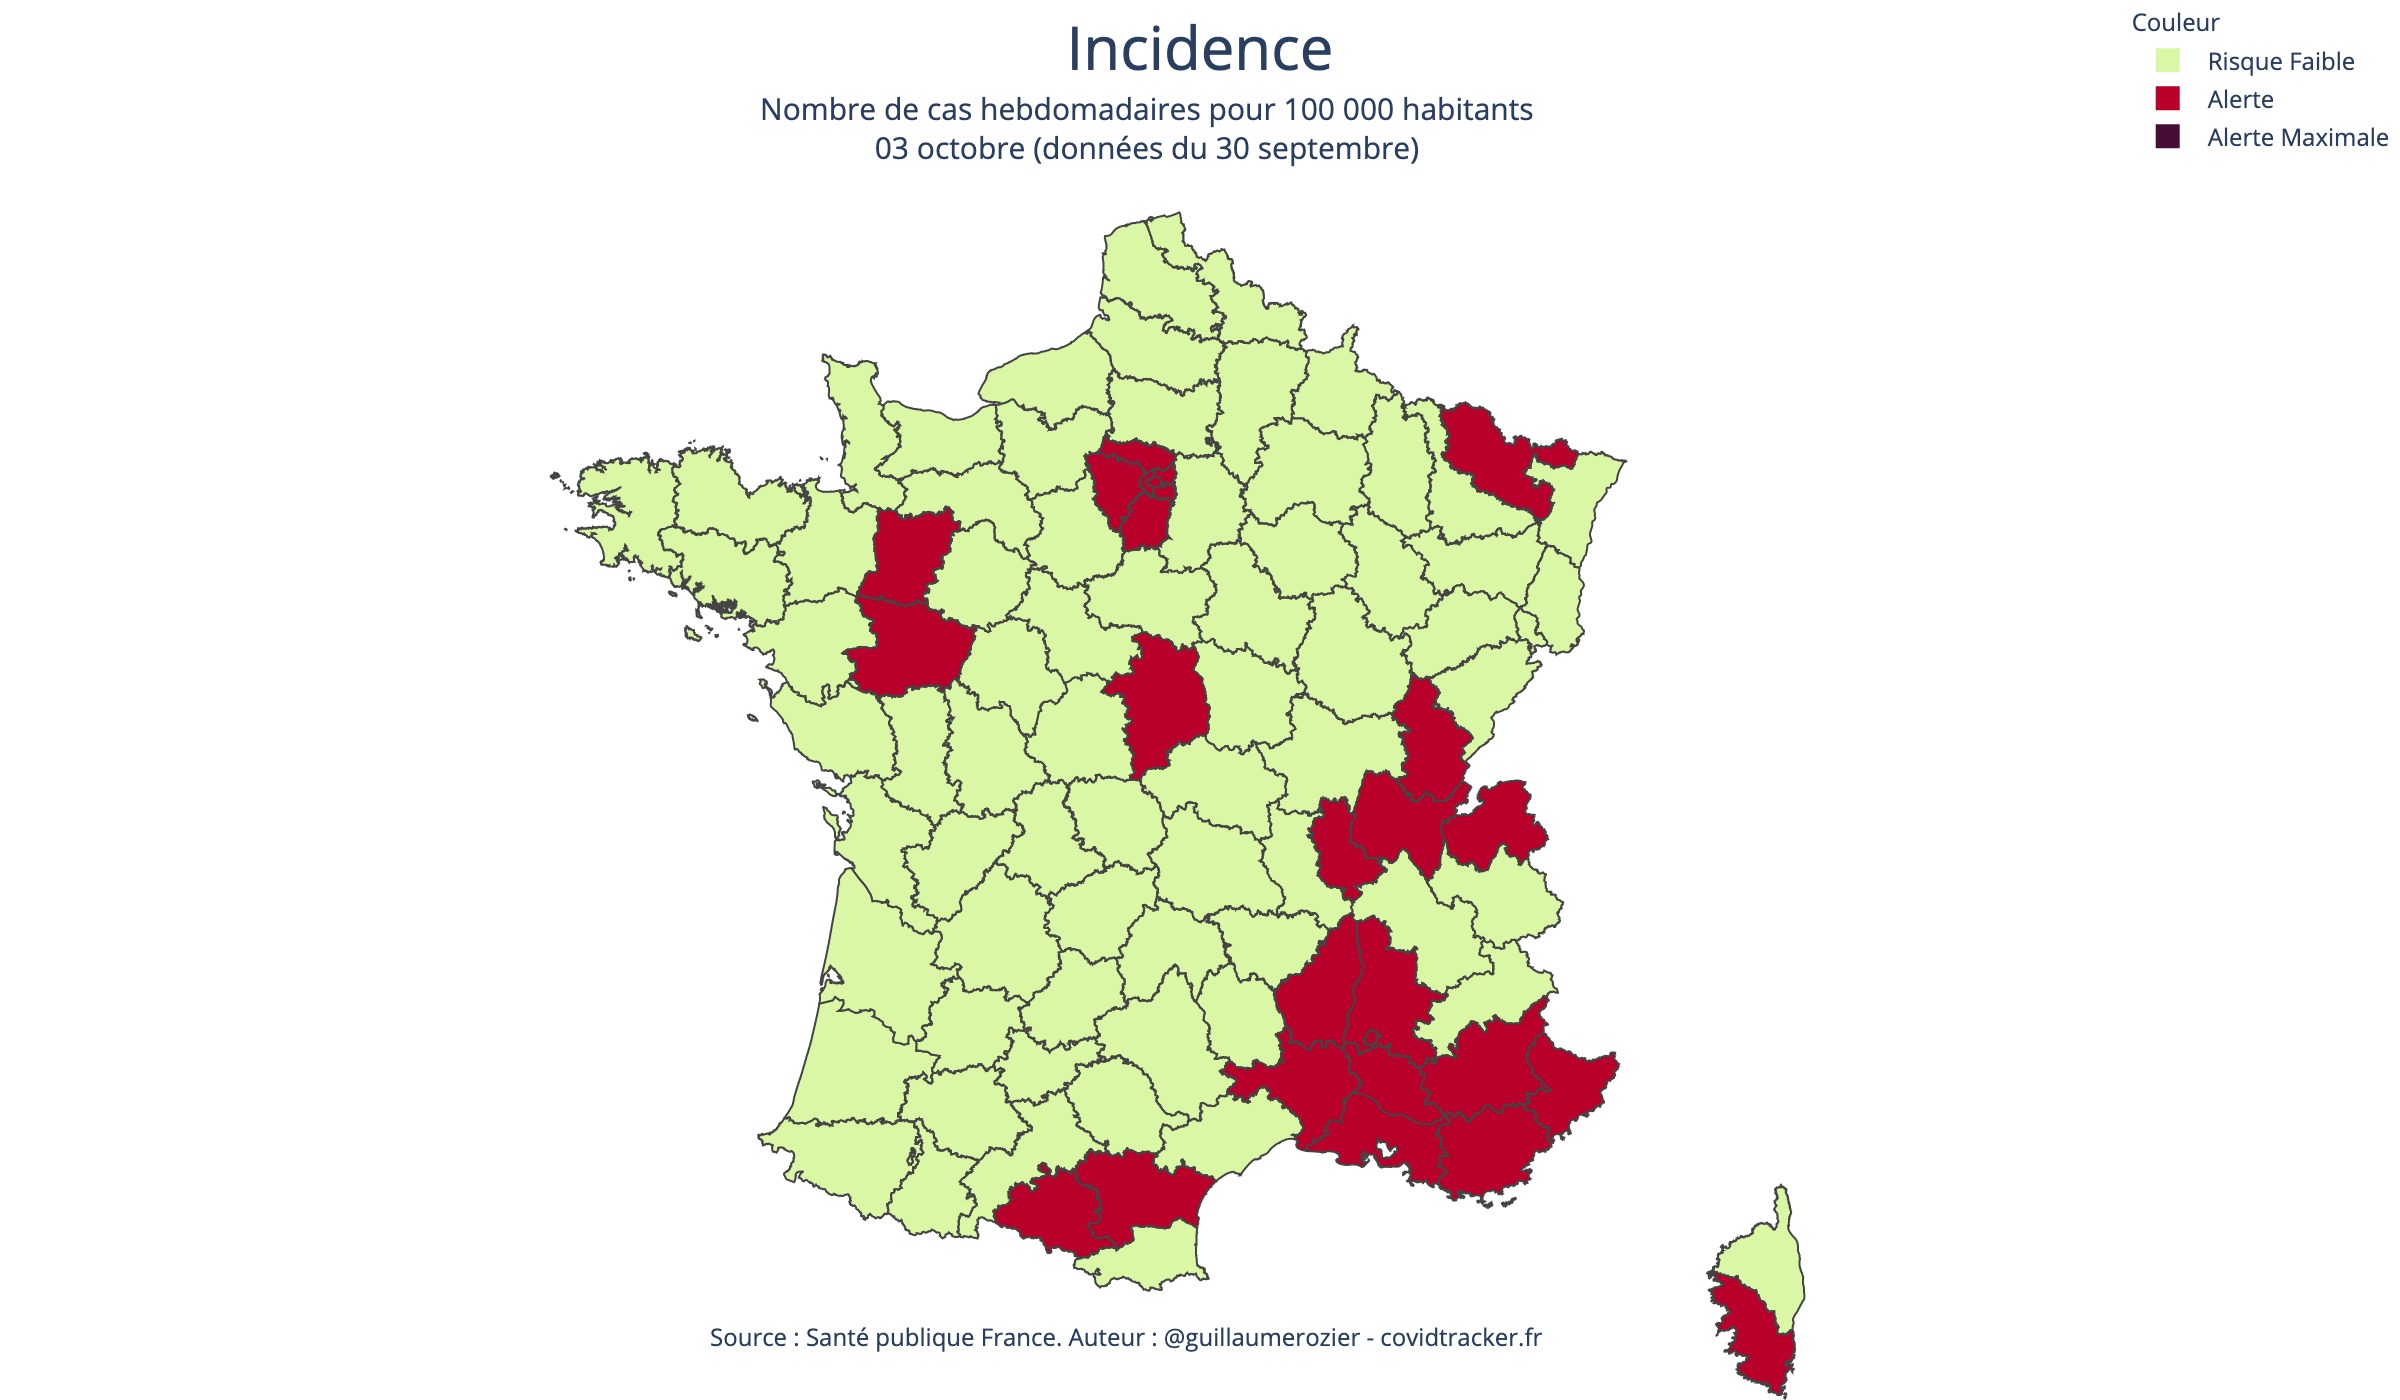 Incidence
Nombre de cas hebdomadaires pour 100 000 habitants
03 octobre (données du 30 septembre)
Couleur
Risque Faible
Alerte
Alerte Maximale
Source : Santé publique France. Auteur : @guillaumerozier - covidtracker.fr